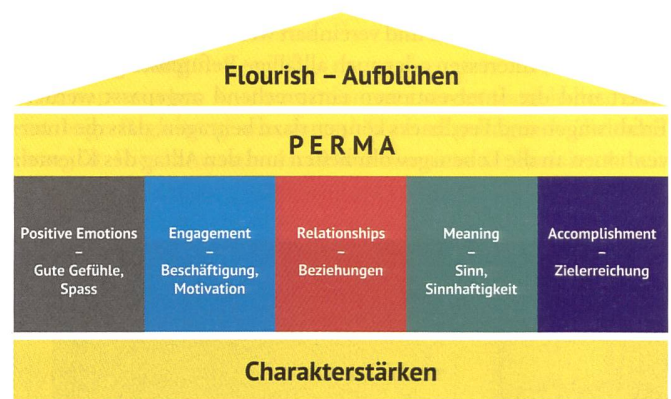 Flourish – Aufblühen
PERMA
Positive Emotions
–
Gute Gefühle,
Spass
Engagement
–
Beschäftigung,
Motivation
Relationships
–
Beziehungen
Meaning
–
Sinn,
Sinnhaftigkeit
Accomplishment
–
Zielerreichung
Charakterstärken